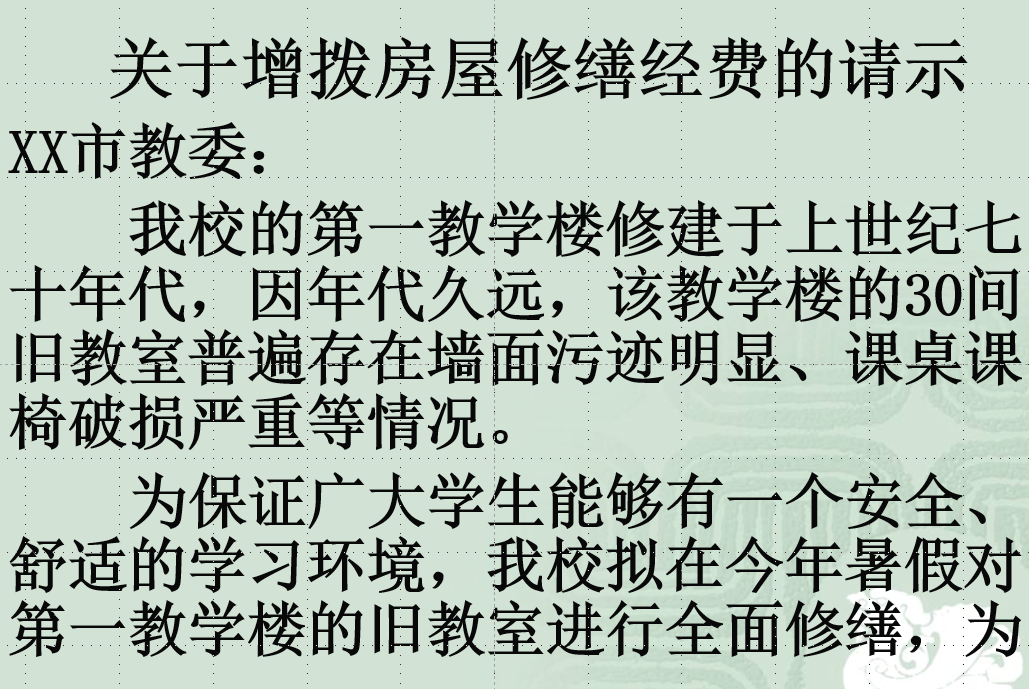 关于增拨房屋修缮经费的请示
XX市教委：
我校的第一教学楼修建于上世纪七
十年代，因年代久远，该教学楼的30间
旧教室普遍存在墙面污迹明显、课桌课
椅破损严重等情况。
为保证广大学生能够有一个安全、
舒适的学习环境，我校拟在今年暑假对
第一教学楼的旧教室进行全面修缮，为